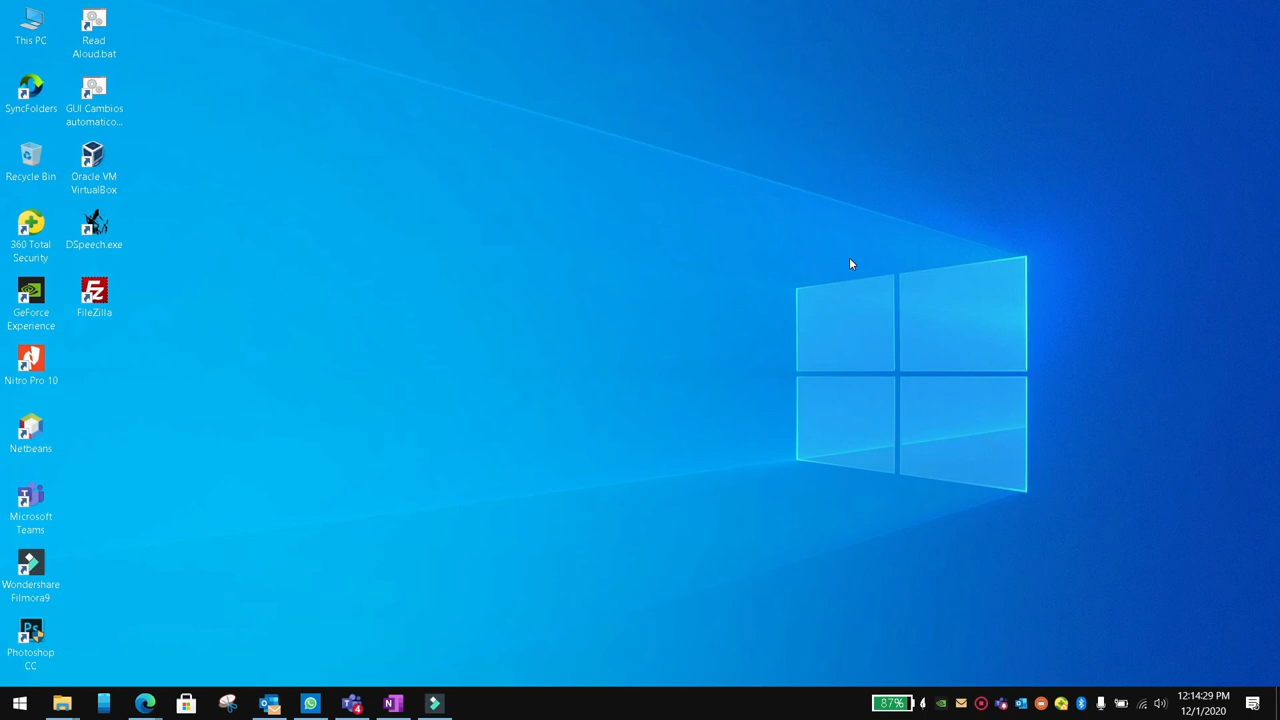 This PC
Read
Aloud.bat
SyncFolders
GUI Cambios
automatico...
Recycle Bin
Oracle VM
VirtualBox
360 Total
Security
DSpeech.exe
GeForce
Experience
FileZilla
Nitro Pro 10
Netbeans
Microsoft
Teams
Wondershare
Filmora9
Ps
Photoshop
CC
87%
4
12:14:29 PM
12/1/2020